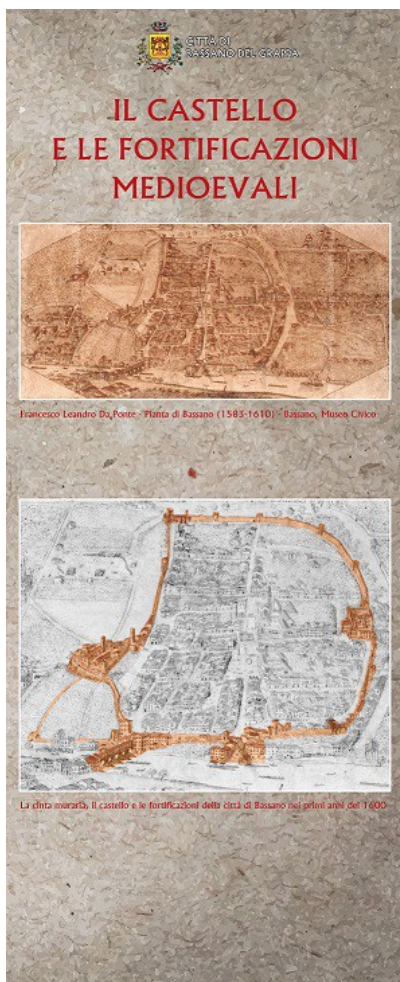 CITTÀ DI
BASSANO DEL GRAPPA
IL CASTELLO
E LE FORTIFICAZIONI
MEDIOEVALI
Francesco Leandro Da Ponte - Pianta di Bassano (1583-1610) - Bassano, Museo Civico
La cinta muraria, il castello e le fortificazioni della città di Bassano nei primi anni del 1600